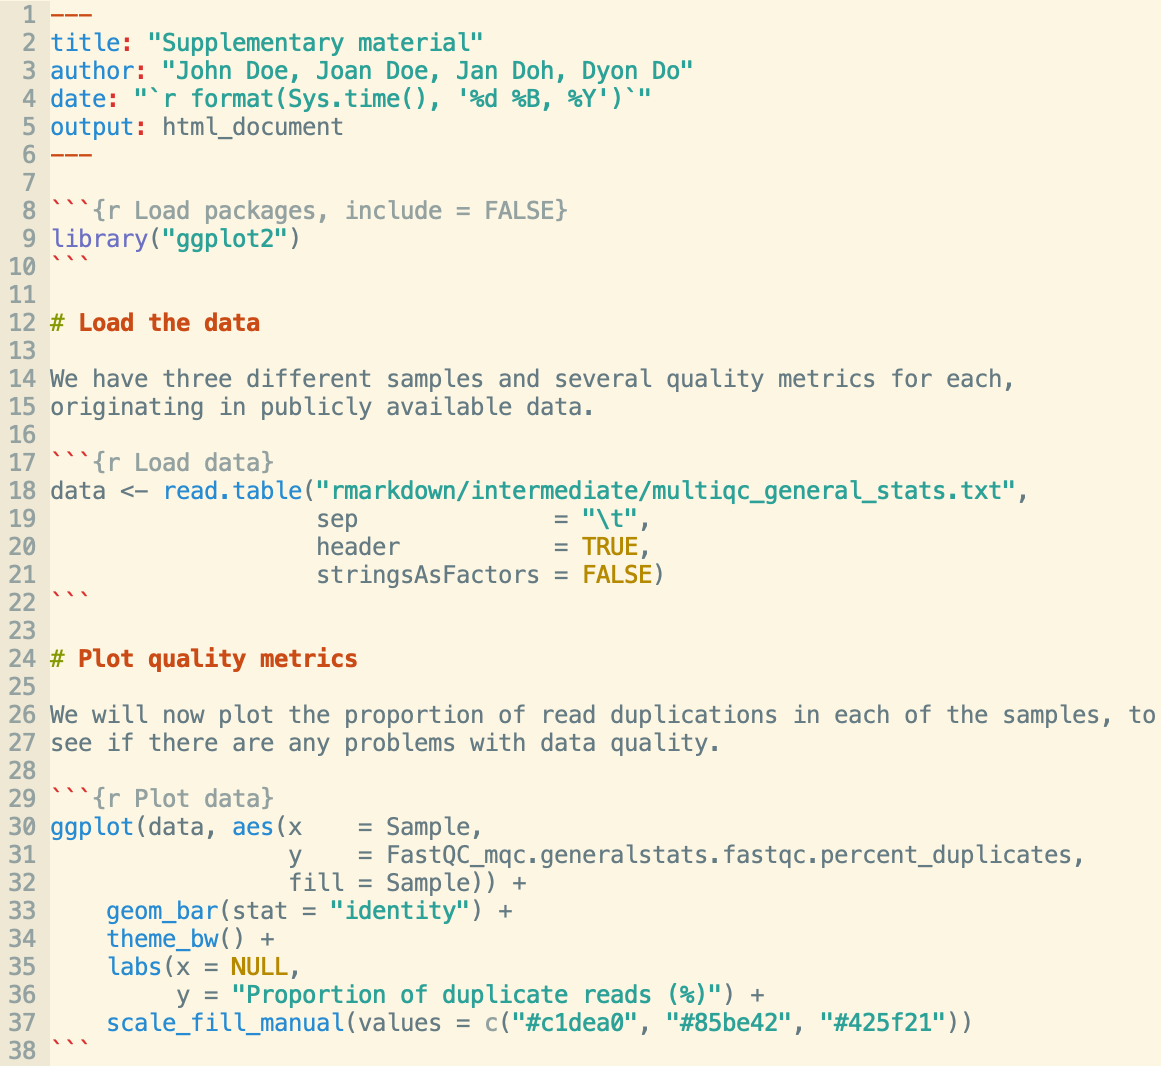 1 ---
2 title: "Supplementary material"
3 author: "John Doe, Joan Doe, Jan Doh, Dyon Do"
4 date: "`r format(Sys.time(), '%d %B, %Y')`"
5 output: html_document
6 ---
7
8 ```{r Load packages, include = FALSE}
9 library("ggplot2")
10 ```
11
12 # Load the data
13
14 We have three different samples and several quality metrics for each,
15 originating in publicly available data.
16
17 ```{r Load data}
18 data <- read.table("rmarkdown/intermediate/multiqc_general_stats.txt",
19                    sep              = "\t",
20                    header           = TRUE,
21                    stringsAsFactors = FALSE)
22 ```
23
24 # Plot quality metrics
25
26 We will now plot the proportion of read duplications in each of the samples, to
27 see if there are any problems with data quality.
28
29 ```{r Plot data}
30 ggplot(data, aes(x    = Sample,
31                  y    = FastQC_mqc.generalstats.fastqc.percent_duplicates,
32                  fill = Sample)) +
33     geom_bar(stat = "identity") +
34     theme_bw() +
35     labs(x = NULL,
36          y = "Proportion of duplicate reads (%)") +
37     scale_fill_manual(values = c("#c1dea0", "#85be42", "#425f21"))
38 ```